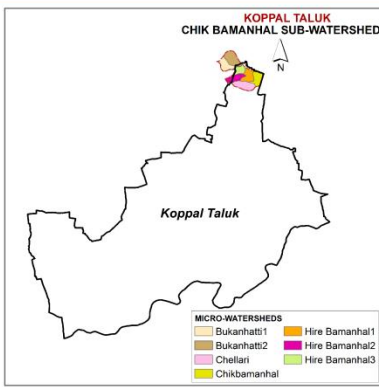 KOPPAL TALUK
CHIK BAMANHAL SUB-WATERSHED
N
Koppal Taluk
MICRO-WATERSHEDS
Bukanhatti1
Bukanhatti2
Chellari
Chikbamanhal
Hire Bamanhal1
Hire Bamanhal2
Hire Bamanhal3